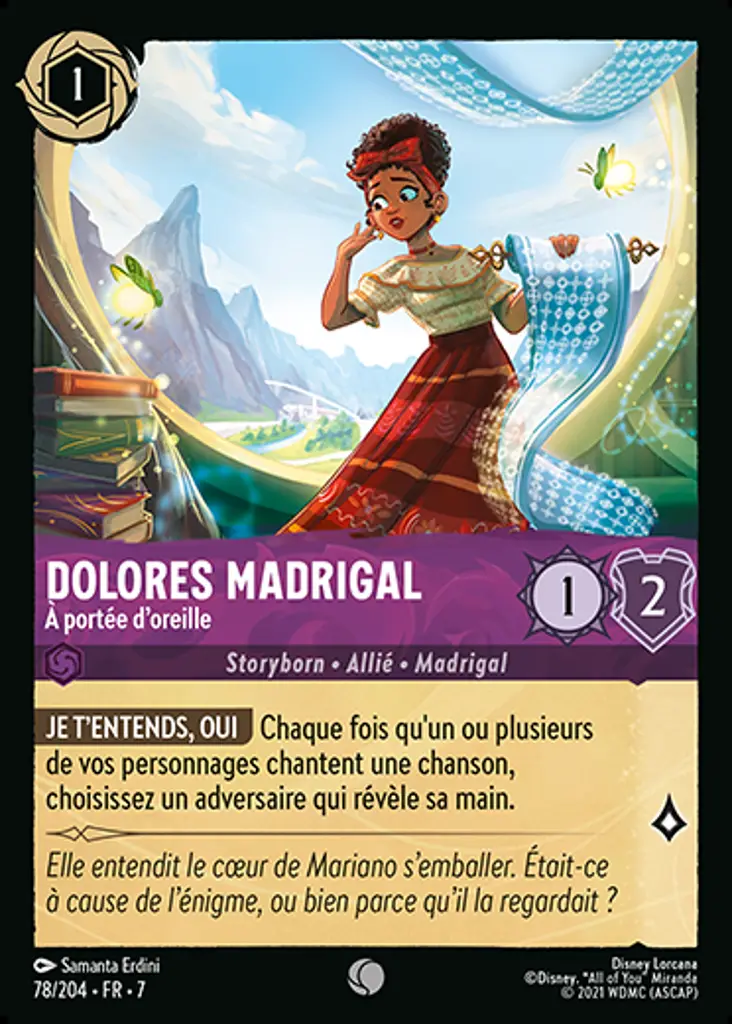 1
DOLORES MADRIGAL
À portée d'oreille
1
2
Storyborn • Allié • Madrigal
JE T'ENTENDS, OUI Chaque fois qu'un ou plusieurs
de vos personnages chantent une chanson,
choisissez un adversaire qui révèle sa main.
Elle entendit le cœur de Mariano s'emballer. Était-ce
à cause de l'énigme, ou bien parce qu'il la regardait ?
Samanta Erdini
78/204 • FR • 7
Disney Lorcana
©Disney. "All of You" Miranda
© 2021 WDMC (ASCAP)